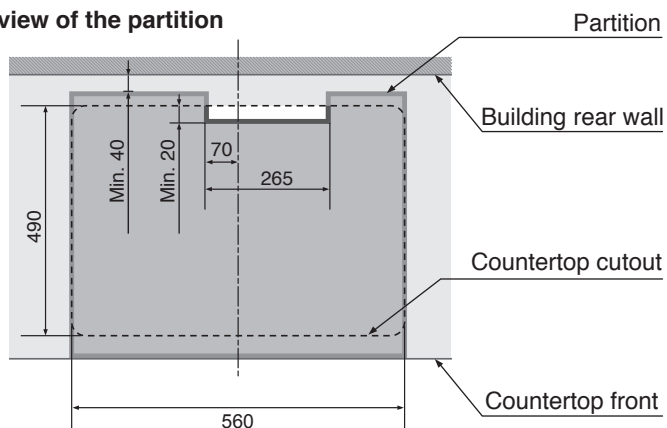 view of the partition
Partition
Building rear wall
Min. 40
Min. 20
70
265
490
Countertop cutout
Countertop front
560